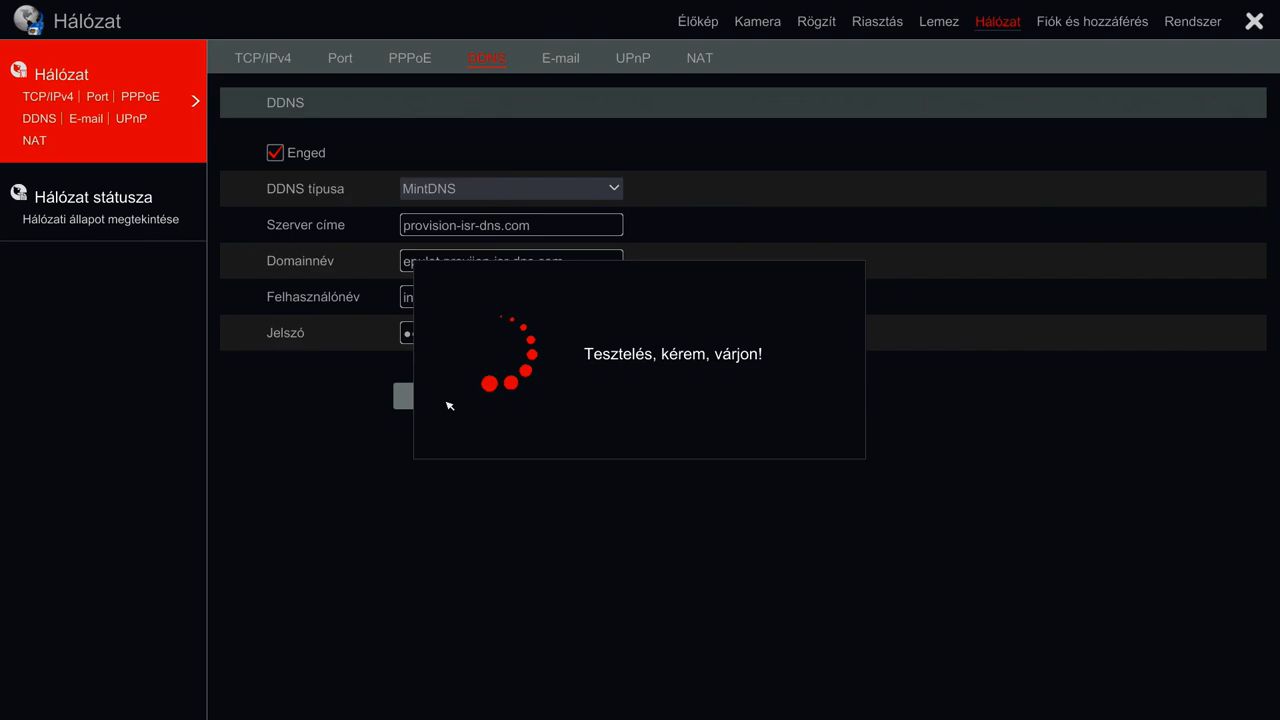 Hálózat
Élőkép Kamera Rögzít Riasztás Lemez Hálózat Fiók és hozzáférés Rendszer
Hálózat
TCP/IPv4 | Port | PPPoE
DDNS | E-mail | UPnP
NAT
Hálózat státusza
Hálózati állapot megtekintése
TCP/IPv4 Port PPPoE DDNS E-mail UPnP NAT
DDNS
Enged
DDNS típusa MintDNS
Szerver címe provision-isr-dns.com
Domainnév
Felhasználónév in
Jelszó
Tesztelés, kérem, várjon!